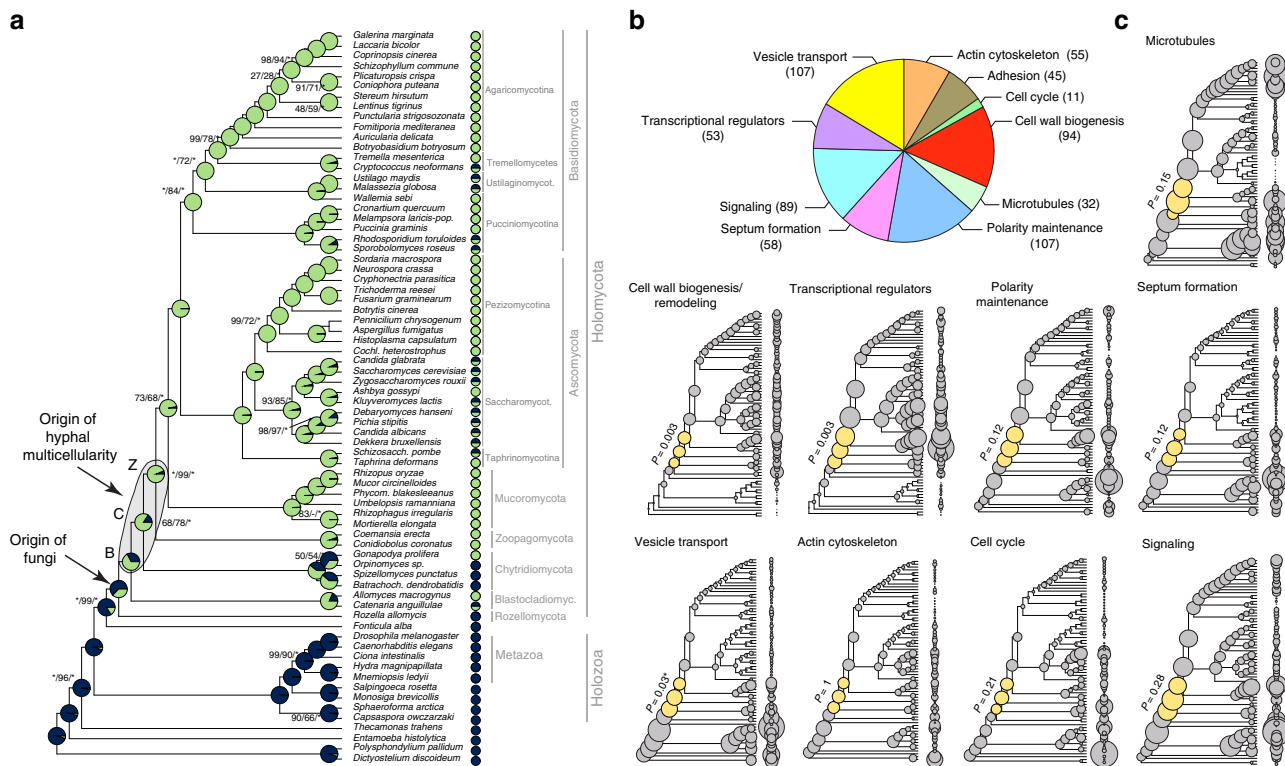 a
Galerina marginata
Laccaria bicolor
Coprinopsis cinerea
Schizophyllum commune
Plicaturopsis crispa
Coniophora puteana
Stereum hirsutum
Lentinus tigrinus
Punctularia strigosozonata
Fomitiporia mediteranea
Auricularia delicata
Botryobasidium botryosum
Tremella mesenterica
Cryptococcus neoformans
Ustilago maydis
Malassezia globosa
Wallemia sebi
Cronartium quercuum
Melampsora laricis-pop.
Puccinia graminis
Rhodosporidium toruloides
Sporobolomyces roseus
Sordaria macrospora
Neurospora crassa
Cryphonectria parasitica
Trichoderma reesei
Fusarium graminearum
Botrytis cinerea
Pennicilium chrysogenum
Aspergillus fumigatus
Histoplasma capsulatum
Cochl. heterostrophus
Candida glabrata
Saccharomyces cerevisiae
Zygosaccharomyces rouxii
Ashbya gossypi
Kluyveromyces lactis
Debaryomyces hanseni
Pichia stipitis
Candida albicans
Dekkera bruxellensis
Schizosacch. pombe
Taphrina deformans
Rhizopus oryzae
Mucor circinelloides
Phycom. blakesleeanus
Umbelopsis ramanniana
Rhizophagus irregularis
Mortierella elongata
Coemansia erecta
Conidiobolus coronatus
Gonapodya prolifera
Orpinomyces sp.
Spizellomyces punctatus
Batrachoch. dendrobatidis
Allomyces macrogynus
Catenaria anguillulae
Rozella allomycis
Fonticula alba
Drosophila melanogaster
Caenorhabditis elegans
Ciona intestinalis
Hydra magnipapillata
Mnemiopsis ledyii
Salpingoeca rosetta
Monosiga brevicollis
Sphaeroforma arctica
Capsaspora owczarzaki
Thecamonas trahens
Entamoeba histolytica
Polysphondylium pallidum
Dictyostelium discoideum
98/94/*
27/28/*
91/71/*
48/59/*
99/78/*
*/72/*
*/84/*
99/72/*
93/85/*
98/97/*
73/68/*
*/99/*
68/78/*
83/-/*
50/54/*
*/99/*
99/90/*
*/96/*
90/66/*
Origin of
hyphal
multicellularity
Origin of
fungi
Z
C
B
Agaricomycotina
Tremellomycetes
Ustilaginomycot.
Pucciniomycotina
Pezizomycotina
Saccharomycot.
Taphrinomycotina
Mucoromycota
Zoopagomycota
Chytridiomycota
Blastocladiomyc.
Rozellomycota
Metazoa
Basidiomycota
Ascomycota
Holomycota
Holozoa
b
Vesicle transport
(107)
Actin cytoskeleton
(55)
Adhesion (45)
Cell cycle (11)
Cell wall biogenesis
(94)
Microtubules (32)
Polarity maintenance
(107)
Septum formation
(58)
Signaling (89)
Transcriptional regulators
(53)
c
Microtubules
P = 0.15
Cell wall biogenesis/
remodeling
P = 0.003
Transcriptional regulators
P = 0.003
Polarity
maintenance
P = 0.12
Septum formation
P = 0.12
Vesicle transport
P = 0.03*
Actin cytoskeleton
P = 1
Cell cycle
P = 0.21
Signaling
P = 0.28